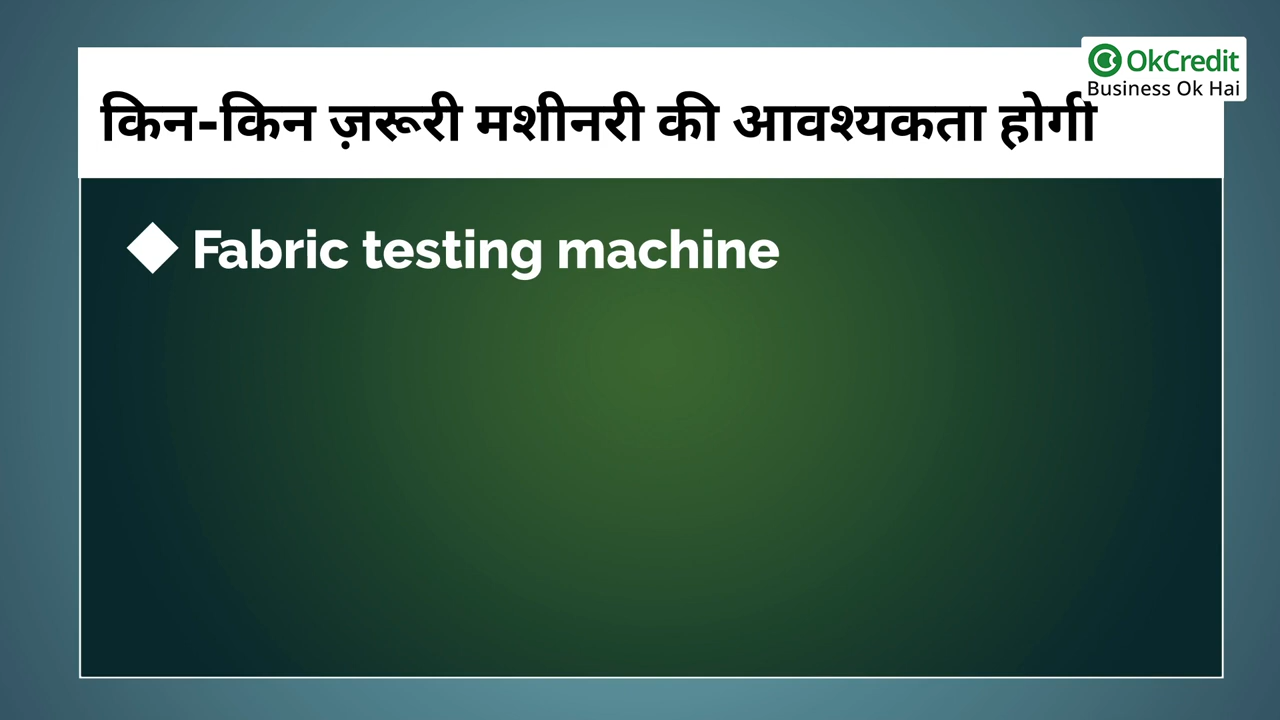 OkCredit
Business Ok Hai
किन-किन ज़रूरी मशीनरी की आवश्यकता होगी
Fabric testing machine